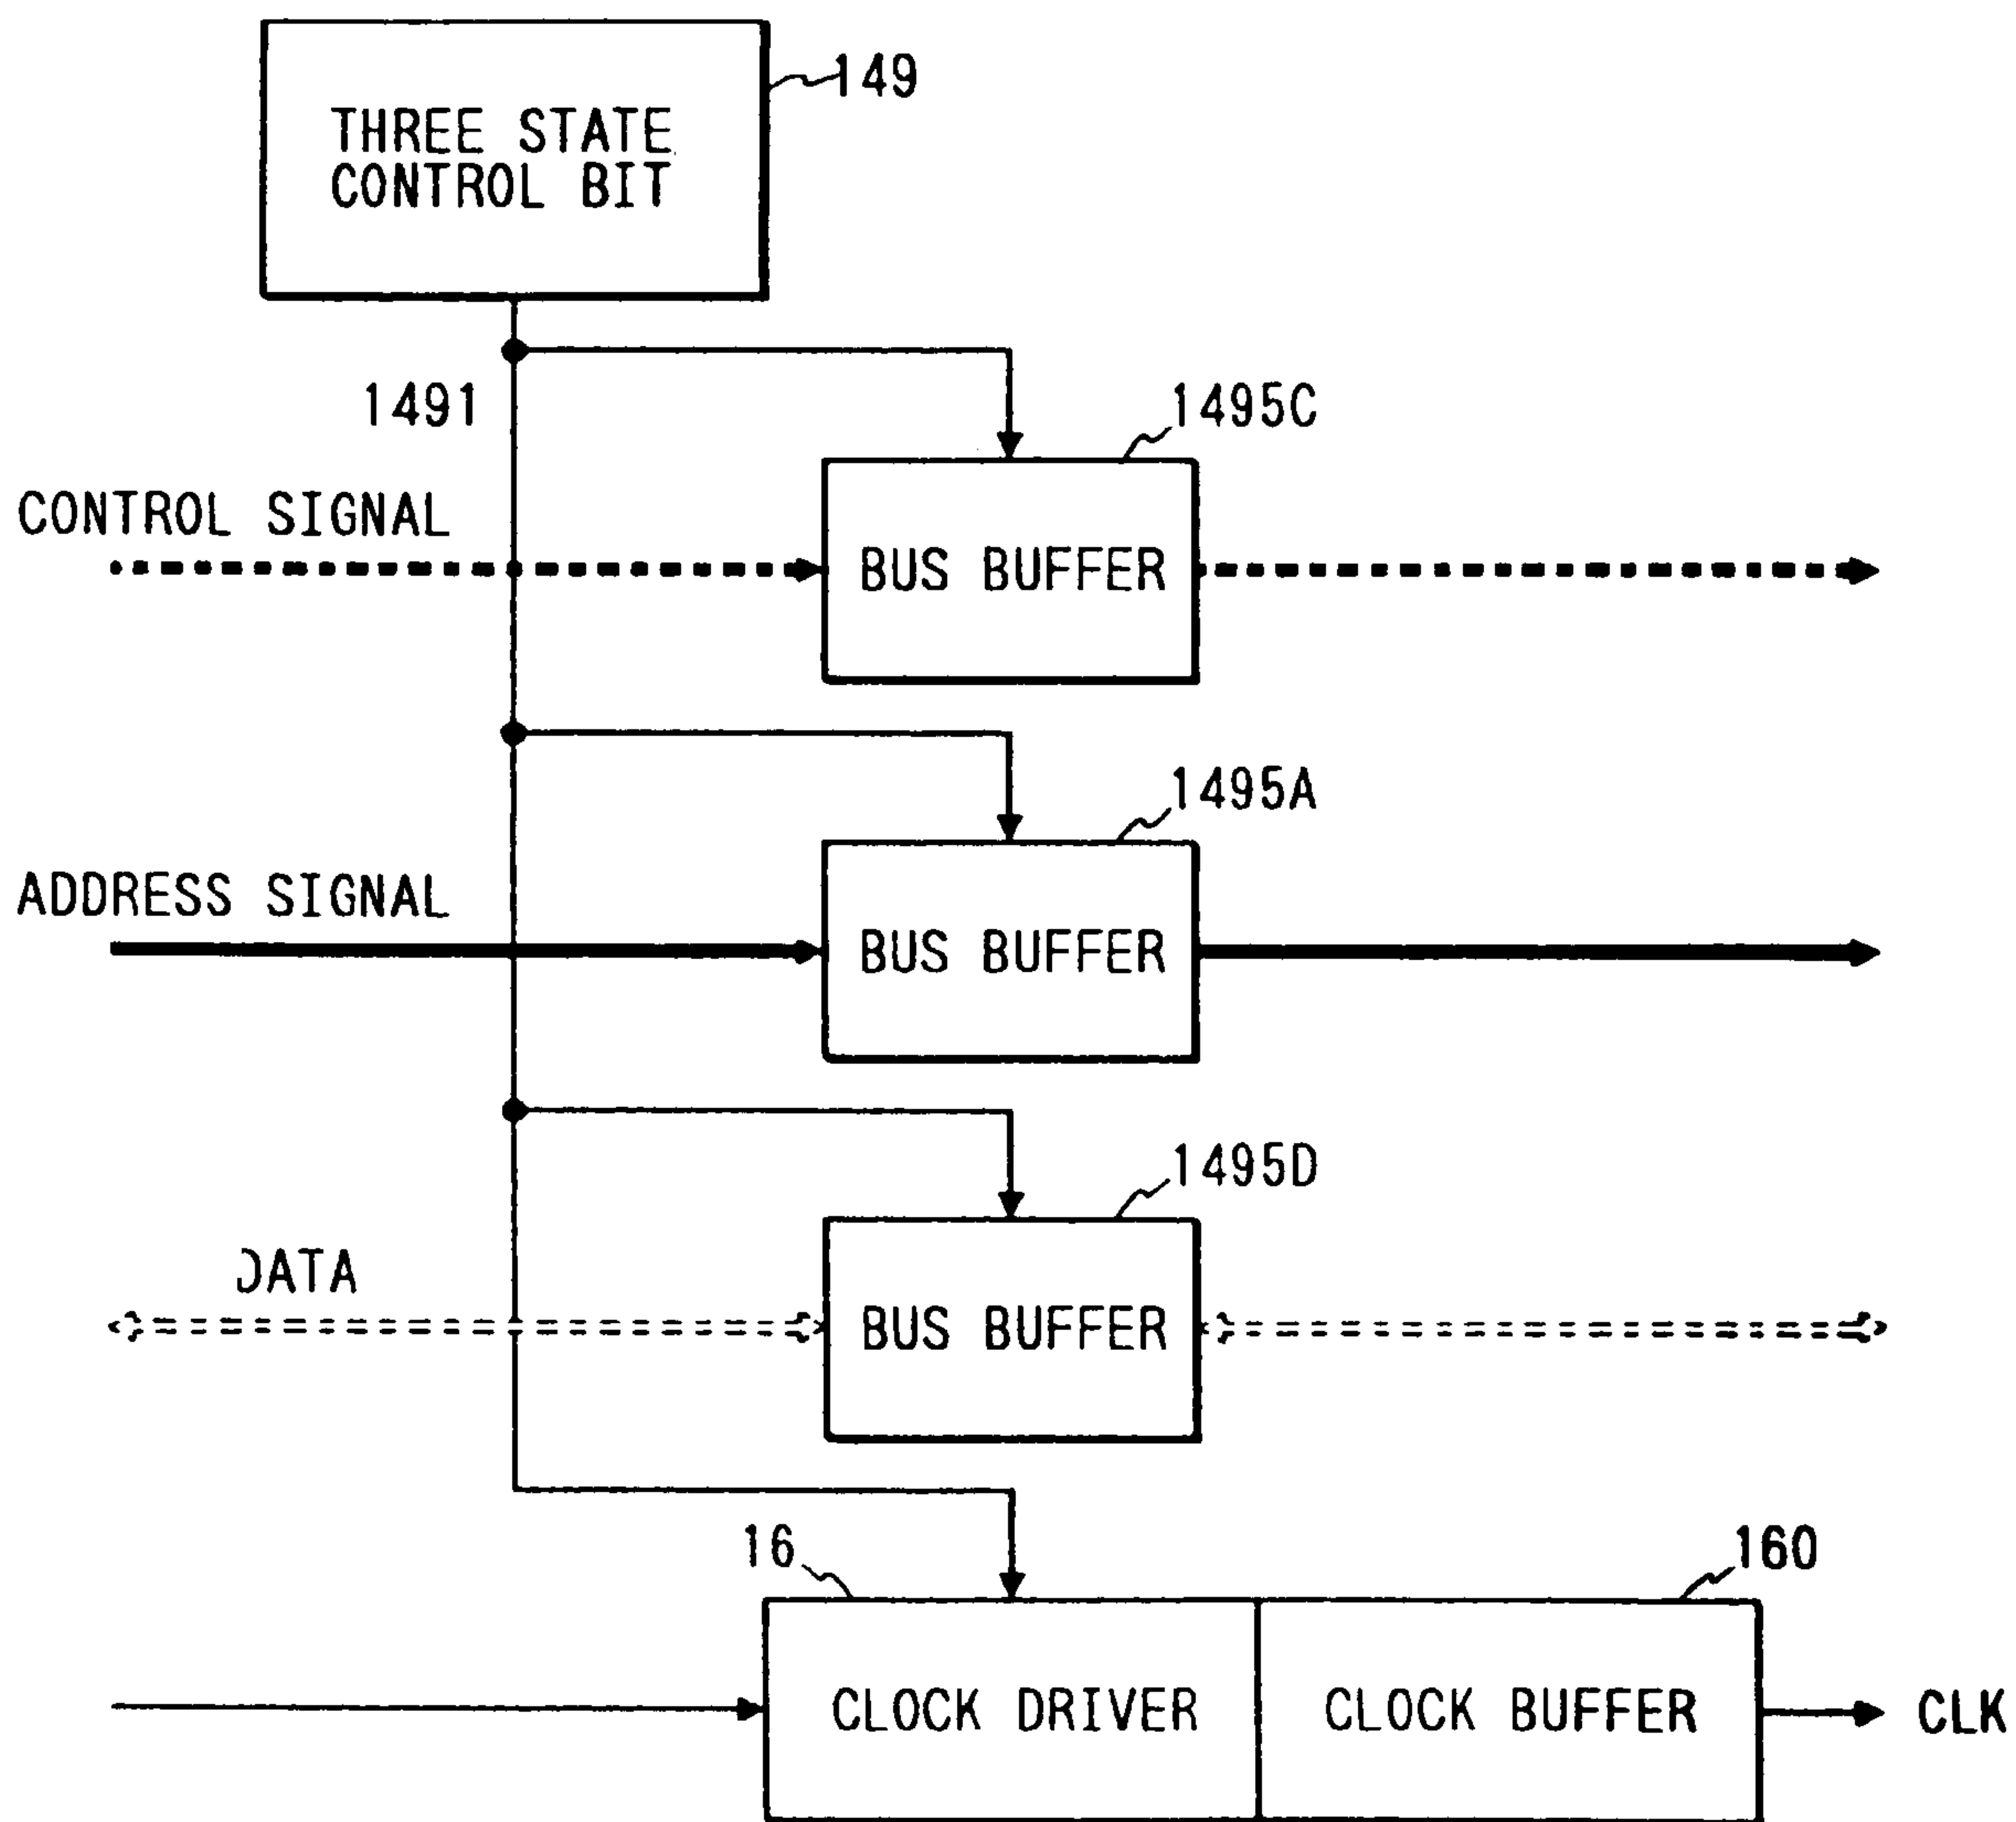 149
THREE STATE
CONTROL BIT
1491
1495C
CONTROL SIGNAL
BUS BUFFER
1495A
ADDRESS SIGNAL
BUS BUFFER
1495D
DATA
BUS BUFFER
16
160
CLOCK DRIVER
CLOCK BUFFER
CLK